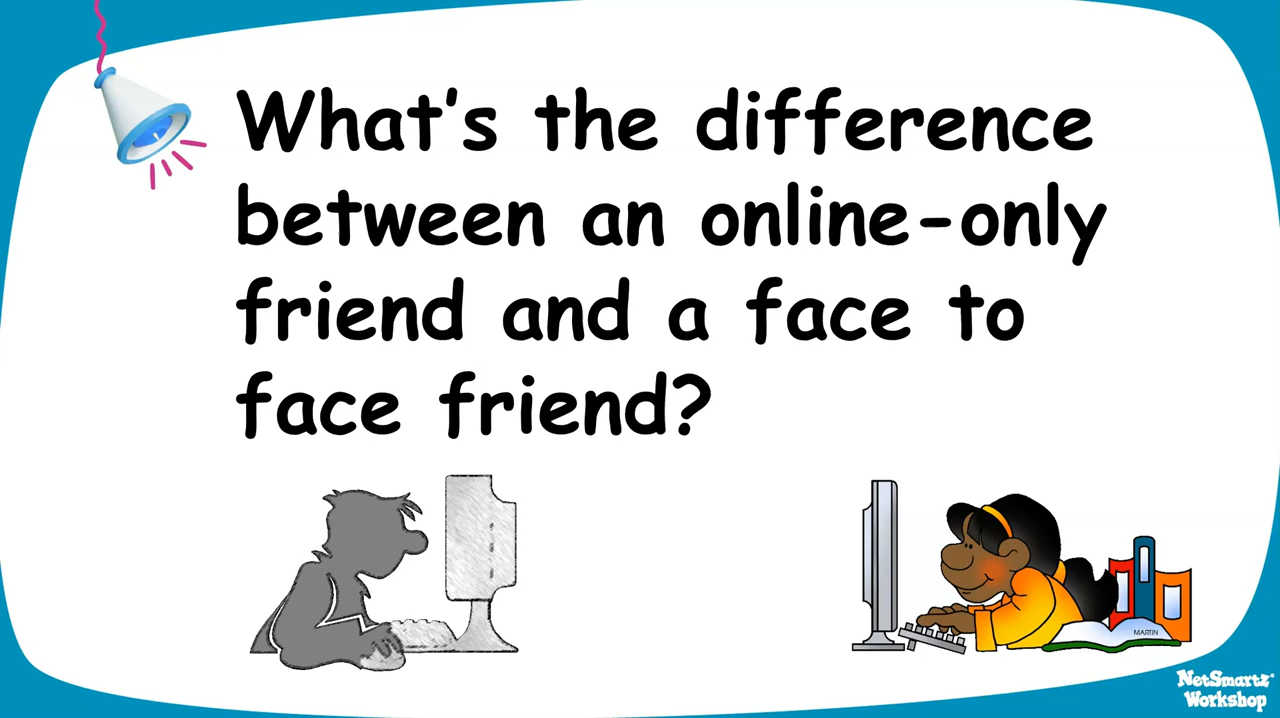 What's the difference
between an online-only
friend and a face to
face friend?
MARTIN
NetSmartz®
Workshop